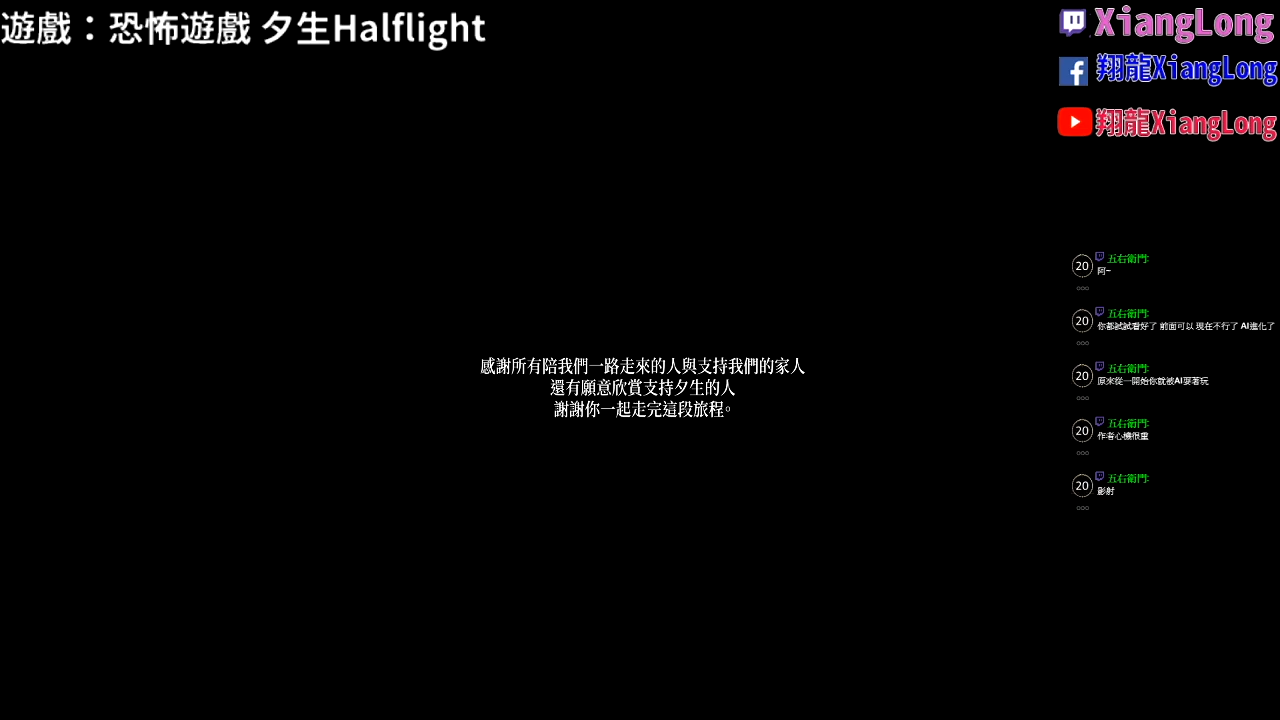 遊戲：恐怖遊戲 夕生Halflight
XiangLong
翔龍XiangLong
翔龍XiangLong
20
五右衛門:
阿~
20
五右衛門:
你都試試看好了 前面可以 現在不行了 AI進化了
20
五右衛門:
原來從一開始你就被AI耍著玩
20
五右衛門:
作者心機很重
20
五右衛門:
影射
感謝所有陪我們一路走來的人與支持我們的家人
還有願意欣賞支持夕生的人
謝謝你一起走完這段旅程。